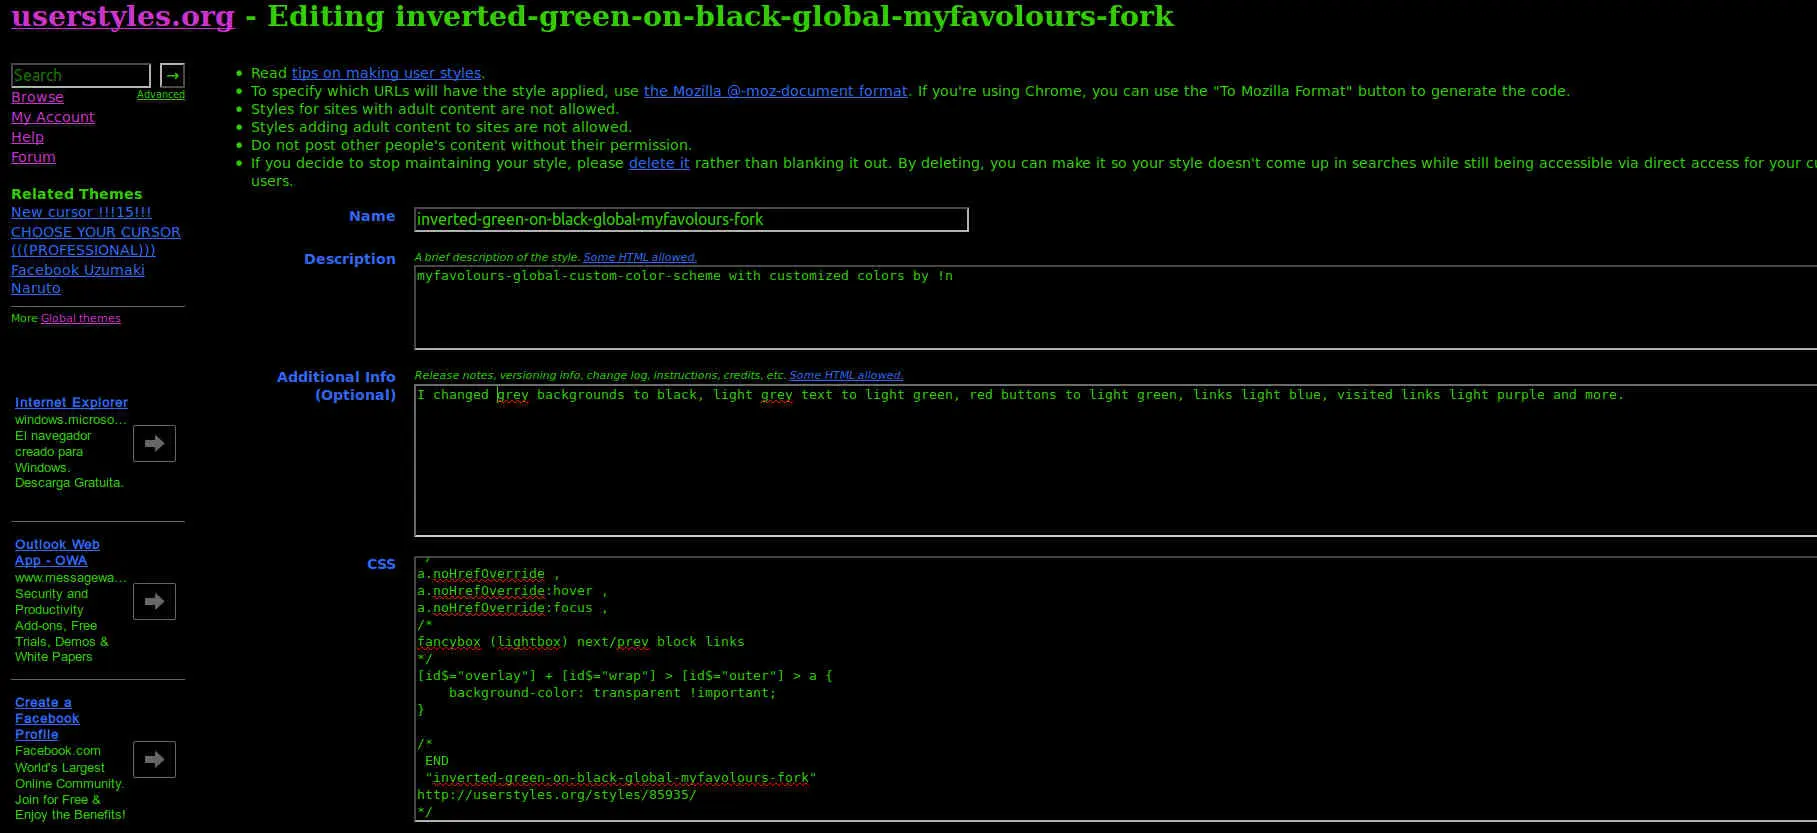 userstyles.org - Editing inverted-green-on-black-global-myfavolours-fork
Search
→
Advanced
Browse
My Account
Help
Forum
Related Themes
New cursor !!!15!!!
CHOOSE YOUR CURSOR
(((PROFESSIONAL)))
Facebook Uzumaki
Naruto
More Global themes
Internet Explorer
windows.microso...
El navegador
creado para
Windows.
Descarga Gratuita.
Outlook Web
App - OWA
www.messagewa...
Security and
Productivity
Add-ons, Free
Trials, Demos &
White Papers
Create a
Facebook
Profile
Facebook.com
World's Largest
Online Community.
Join for Free &
Enjoy the Benefits!
• Read tips on making user styles.
• To specify which URLs will have the style applied, use the Mozilla @-moz-document format. If you're using Chrome, you can use the "To Mozilla Format" button to generate the code.
• Styles for sites with adult content are not allowed.
• Styles adding adult content to sites are not allowed.
• Do not post other people's content without their permission.
• If you decide to stop maintaining your style, please delete it rather than blanking it out. By deleting, you can make it so your style doesn't come up in searches while still being accessible via direct access for your
users.
Name
inverted-green-on-black-global-myfavolours-fork
Description
A brief description of the style. Some HTML allowed.
myfavolours-global-custom-color-scheme with customized colors by !n
Additional Info
(Optional)
Release notes, versioning info, change log, instructions, credits, etc. Some HTML allowed.
I changed grey backgrounds to black, light grey text to light green, red buttons to light green, links light blue, visited links light purple and more.
CSS
a.noHrefOverride ,
a.noHrefOverride:hover ,
a.noHrefOverride:focus ,
/*
fancybox (lightbox) next/prev block links
*/
[id$="overlay"] + [id$="wrap"] > [id$="outer"] > a {
    background-color: transparent !important;
}
/*
 END
 "inverted-green-on-black-global-myfavolours-fork"
http://userstyles.org/styles/85935/
*/